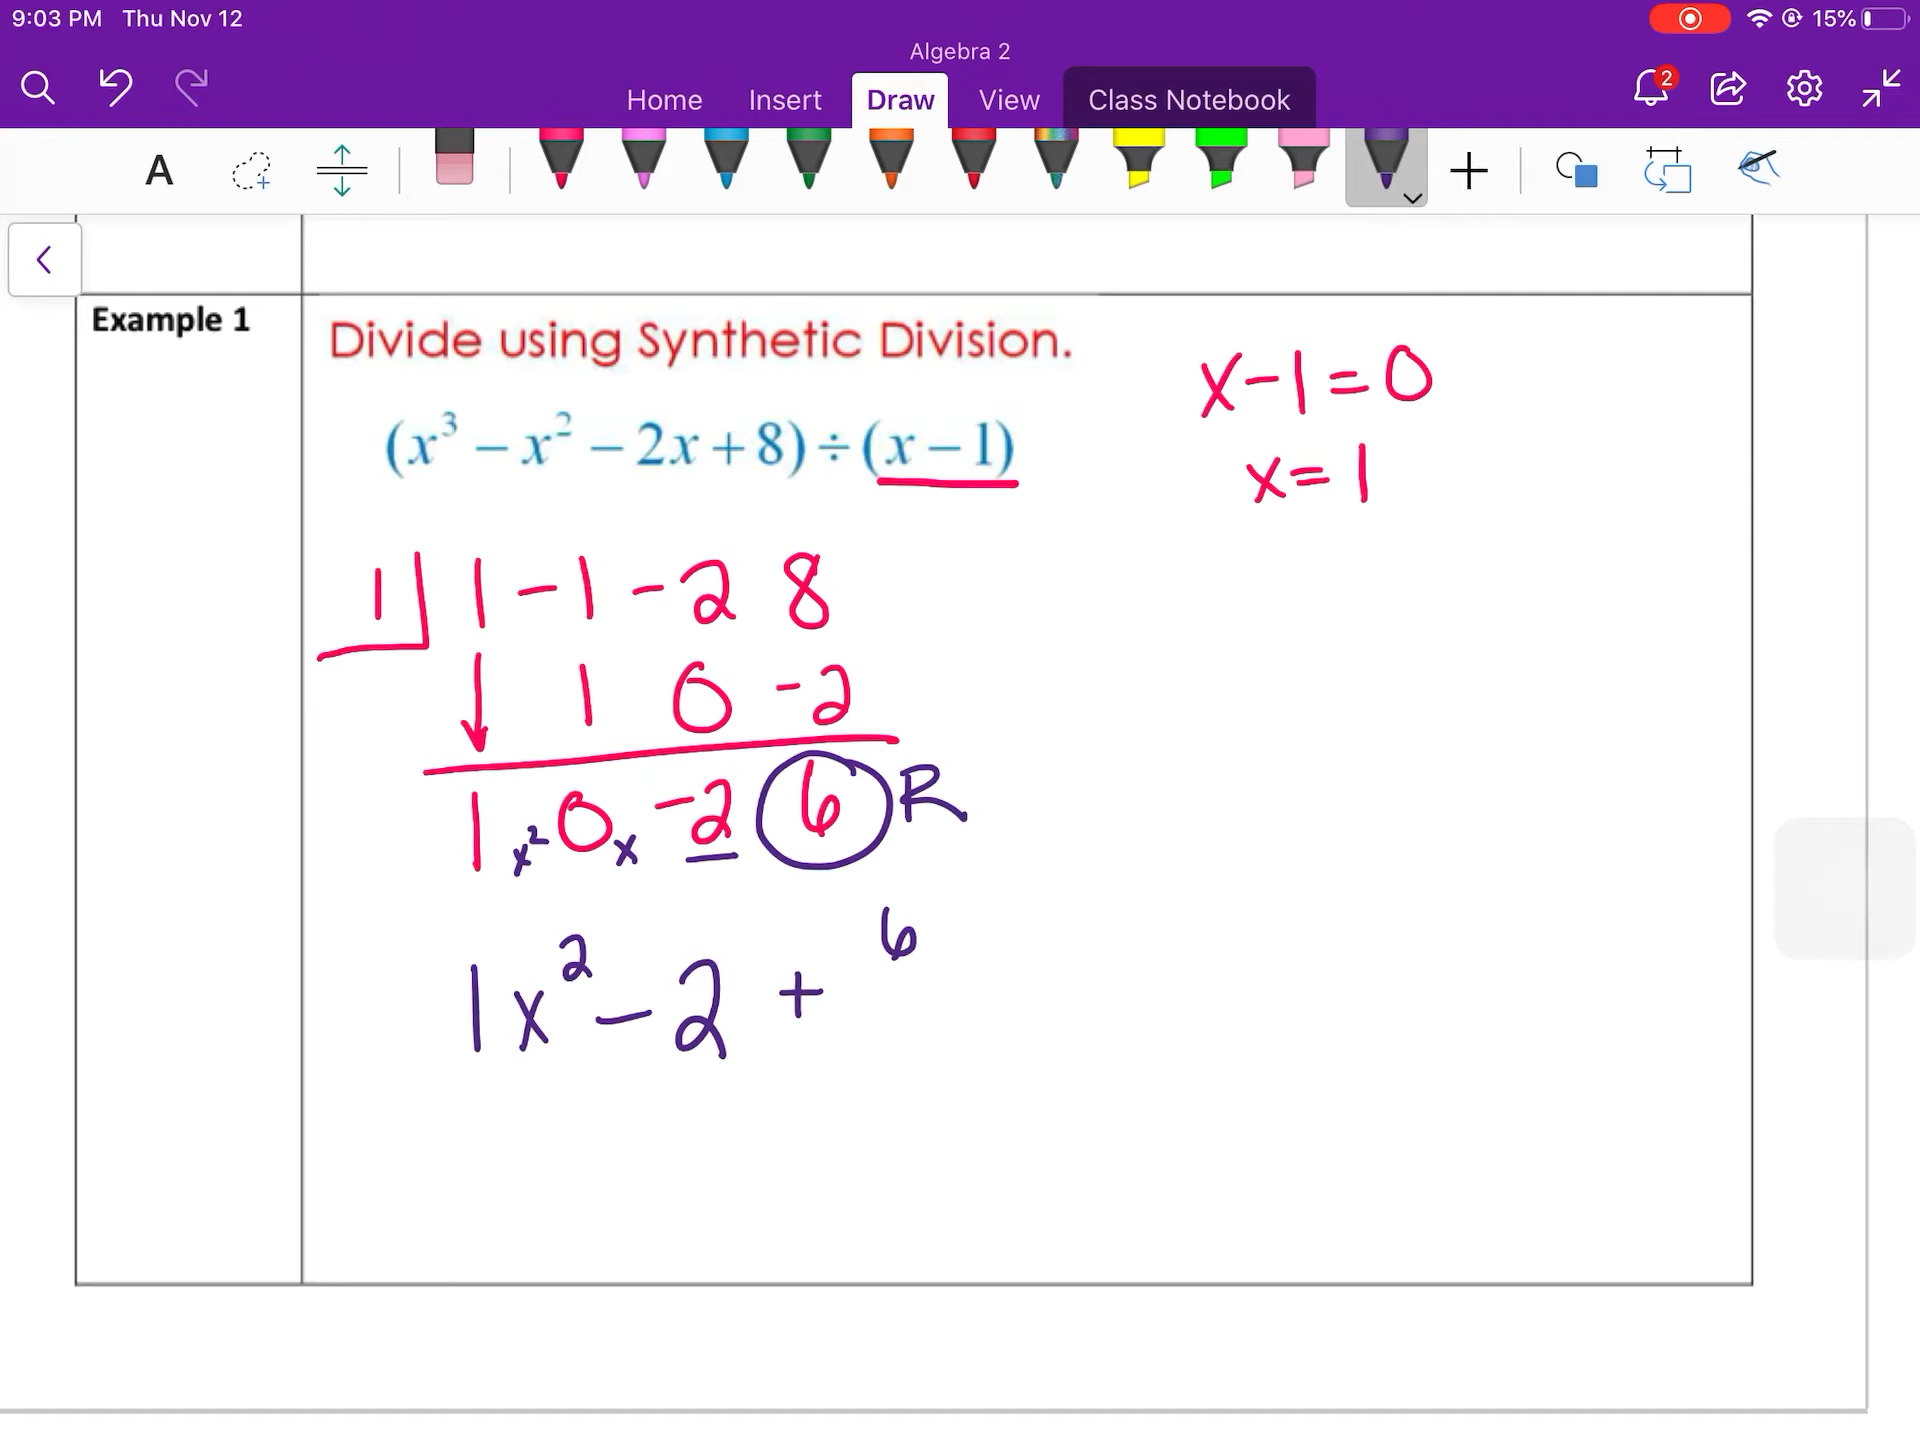 9:03 PM Thu Nov 12 15%
Algebra 2
Home Insert Draw View Class Notebook 2
A
Example 1
Divide using Synthetic Division.
(x³ – x² – 2x + 8) ÷ (x – 1)
x - 1 = 0
x = 1
1 1 -1 -2 8
1 0 -2
1 x² 0 x -2 6 R
1x² - 2 + 6